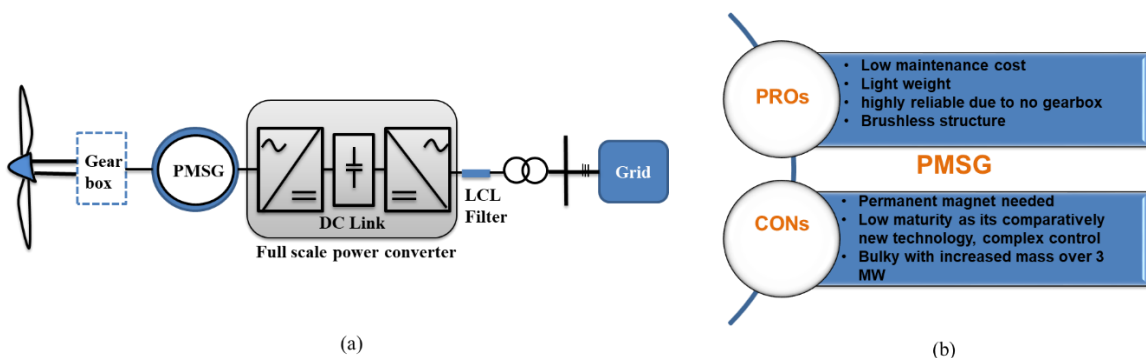 Gear
box
PMSG
DC Link
LCL
Filter
Grid
Full scale power converter
(a)
PROs
• Low maintenance cost
• Light weight
• highly reliable due to no gearbox
• Brushless structure
PMSG
CONs
• Permanent magnet needed
• Low maturity as its comparatively
new technology, complex control
• Bulky with increased mass over 3
MW
(b)